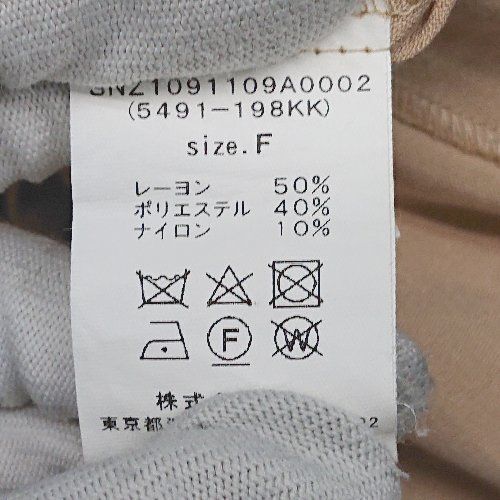 GNZ1091109A0002
(5491-198KK)
size.F
レーヨン 50%
ポリエステル 40%
ナイロン 10%
F W
株式
東京都 02